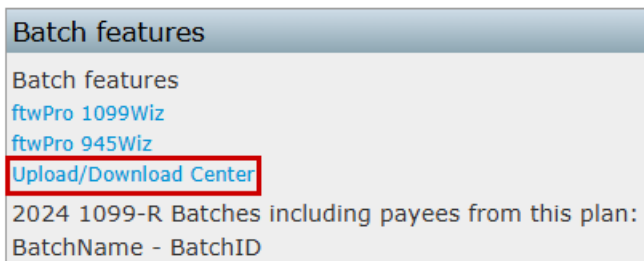 Batch features
Batch features
ftwPro 1099Wiz
ftwPro 945Wiz
Upload/Download Center
2024 1099-R Batches including payees from this plan:
BatchName - BatchID